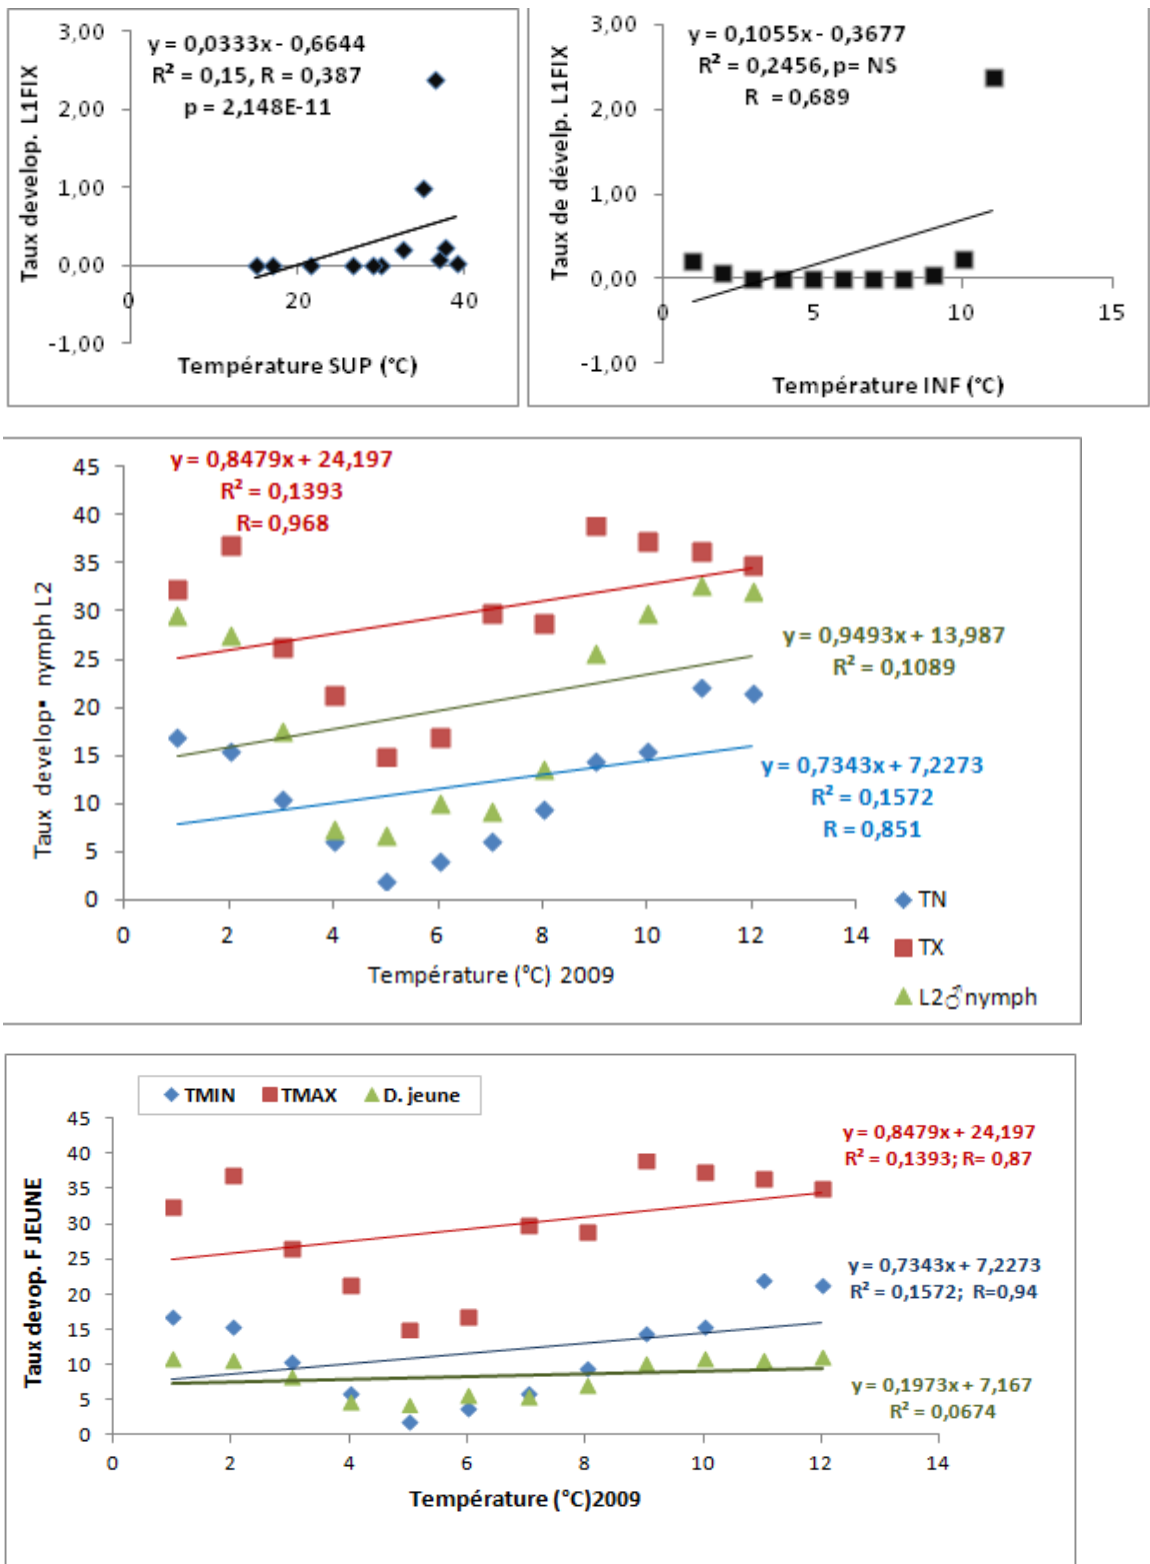 3,00
2,00
1,00
0,00
-1,00
0
20
40
Taux develop. L1FIX
y = 0,0333x - 0,6644
R² = 0,15, R = 0,387
p = 2,148E-11
Température SUP (°C)
3,00
2,00
1,00
0,00
-1,00
0
5
10
15
Taux de dévelp. L1FIX
y = 0,1055x - 0,3677
R² = 0,2456, p= NS
R = 0,689
Température INF (°C)
45
40
35
30
25
20
15
10
5
0
0 2 4 6 8 10 12 14
Taux develop▪ nymph L2
y = 0,8479x + 24,197
R² = 0,1393
R= 0,968
y = 0,9493x + 13,987
R² = 0,1089
y = 0,7343x + 7,2273
R² = 0,1572
R = 0,851
Température (°C) 2009
TN
TX
L2♂nymph
TMIN TMAX D. jeune
45
40
35
30
25
20
15
10
5
0
0 2 4 6 8 10 12 14
Taux devop. F JEUNE
y = 0,8479x + 24,197
R² = 0,1393; R= 0,87
y = 0,7343x + 7,2273
R² = 0,1572; R=0,94
y = 0,1973x + 7,167
R² = 0,0674
Température (°C)2009